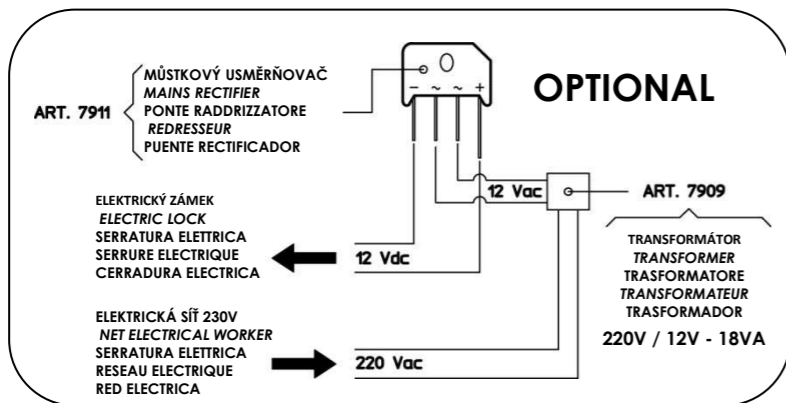 OPTIONAL
ART. 7911
MŮSTKOVÝ USMĚRŇOVAČ
MAINS RECTIFIER
PONTE RADDRIZZATORE
REDRESSEUR
PUENTE RECTIFICADOR
− ~ ~ +
12 Vac
ART. 7909
TRANSFORMÁTOR
TRANSFORMER
TRASFORMATORE
TRANSFORMATEUR
TRASFORMADOR
220V / 12V - 18VA
ELEKTRICKÝ ZÁMEK
ELECTRIC LOCK
SERRATURA ELETTRICA
SERRURE ELECTRIQUE
CERRADURA ELECTRICA
12 Vdc
ELEKTRICKÁ SÍŤ 230V
NET ELECTRICAL WORKER
SERRATURA ELETTRICA
RESEAU ELECTRIQUE
RED ELECTRICA
220 Vac